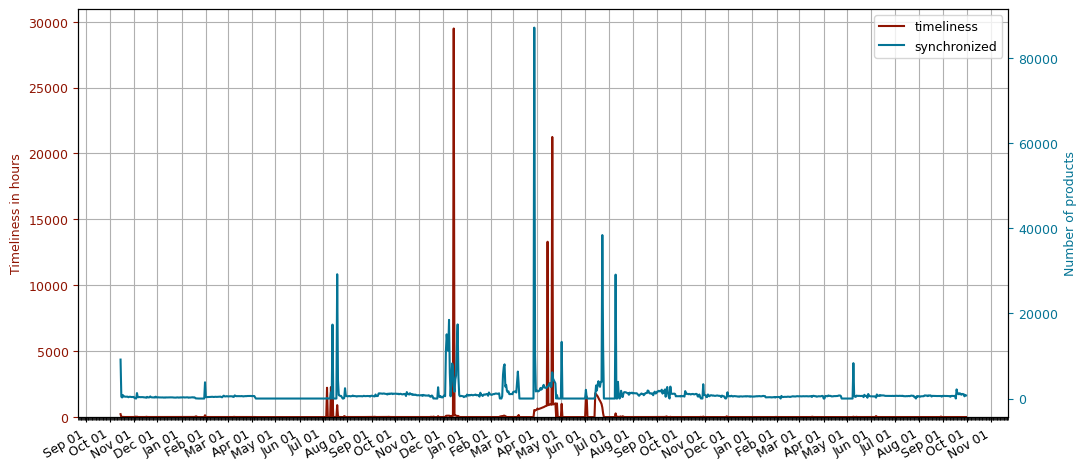 timeliness
synchronized
30000
25000
20000
15000
10000
5000
0
Timeliness in hours
80000
60000
40000
20000
0
Number of products
Sep 01
Oct 01
Nov 01
Dec 01
Jan 01
Feb 01
Mar 01
Apr 01
May 01
Jun 01
Jul 01
Aug 01
Sep 01
Oct 01
Nov 01
Dec 01
Jan 01
Feb 01
Mar 01
Apr 01
May 01
Jun 01
Jul 01
Aug 01
Sep 01
Oct 01
Nov 01
Dec 01
Jan 01
Feb 01
Mar 01
Apr 01
May 01
Jun 01
Jul 01
Aug 01
Sep 01
Oct 01
Nov 01